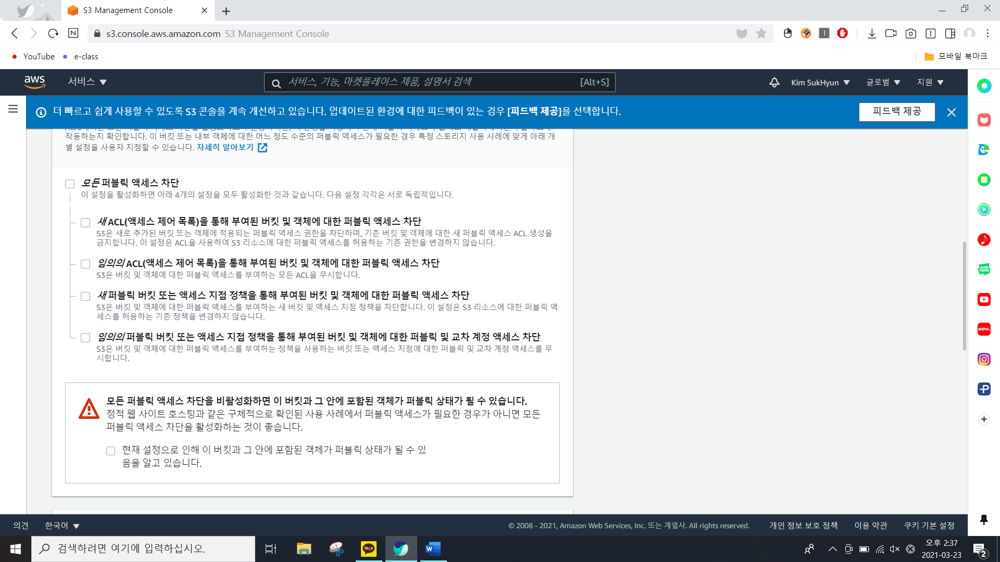 S3 Management Console
s3.console.aws.amazon.com S3 Management Console
YouTube e-class 모바일 북마크
aws 서비스 서비스, 기능, 마켓플레이스 제품, 설명서 검색 [Alt+S] Kim SukHyun 글로벌 지원
더 빠르고 쉽게 사용할 수 있도록 S3 콘솔을 계속 개선하고 있습니다. 업데이트된 환경에 대한 피드백이 있는 경우 [피드백 제공]을 선택합니다. 피드백 제공
작동하는지 확인합니다. 이 버킷 또는 내부 객체에 대한 어느 정도 수준의 퍼블릭 액세스가 필요한 경우 특정 스토리지 사용 사례에 맞게 아래 개
별 설정을 사용자 지정할 수 있습니다. 자세히 알아보기
모든 퍼블릭 액세스 차단
이 설정을 활성화하면 아래 4개의 설정을 모두 활성화한 것과 같습니다. 다음 설정 각각은 서로 독립적입니다.
새 ACL(액세스 제어 목록)을 통해 부여된 버킷 및 객체에 대한 퍼블릭 액세스 차단
S3은 새로 추가된 버킷 또는 객체에 적용되는 퍼블릭 액세스 권한을 차단하며, 기존 버킷 및 객체에 대한 새 퍼블릭 액세스 ACL 생성을
금지합니다. 이 설정은 ACL을 사용하여 S3 리소스에 대한 퍼블릭 액세스를 허용하는 기존 권한을 변경하지 않습니다.
임의의 ACL(액세스 제어 목록)을 통해 부여된 버킷 및 객체에 대한 퍼블릭 액세스 차단
S3은 버킷 및 객체에 대한 퍼블릭 액세스를 부여하는 모든 ACL을 무시합니다.
새 퍼블릭 버킷 또는 액세스 지점 정책을 통해 부여된 버킷 및 객체에 대한 퍼블릭 액세스 차단
S3은 버킷 및 객체에 대한 퍼블릭 액세스를 부여하는 새 버킷 및 액세스 지점 정책을 차단합니다. 이 설정은 S3 리소스에 대한 퍼블릭 액
세스를 허용하는 기존 정책을 변경하지 않습니다.
임의의 퍼블릭 버킷 또는 액세스 지점 정책을 통해 부여된 버킷 및 객체에 대한 퍼블릭 및 교차 계정 액세스 차단
S3은 버킷 및 객체에 대한 퍼블릭 액세스를 부여하는 정책을 사용하는 버킷 또는 액세스 지점에 대한 퍼블릭 및 교차 계정 액세스를 무
시합니다.
모든 퍼블릭 액세스 차단을 비활성화하면 이 버킷과 그 안에 포함된 객체가 퍼블릭 상태가 될 수 있습니다.
정적 웹 사이트 호스팅과 같은 구체적으로 확인된 사용 사례에서 퍼블릭 액세스가 필요한 경우가 아니면 모든
퍼블릭 액세스 차단을 활성화하는 것이 좋습니다.
현재 설정으로 인해 이 버킷과 그 안에 포함된 객체가 퍼블릭 상태가 될 수 있
음을 알고 있습니다.
WEB
TOON
NOW.
의견 한국어 © 2008 - 2021, Amazon Web Services, Inc. 또는 계열사. All rights reserved. 개인 정보 보호 정책 이용 약관 쿠키 기본 설정
검색하려면 여기에 입력하십시오.
TALK
오후 2:37
2021-03-23
2